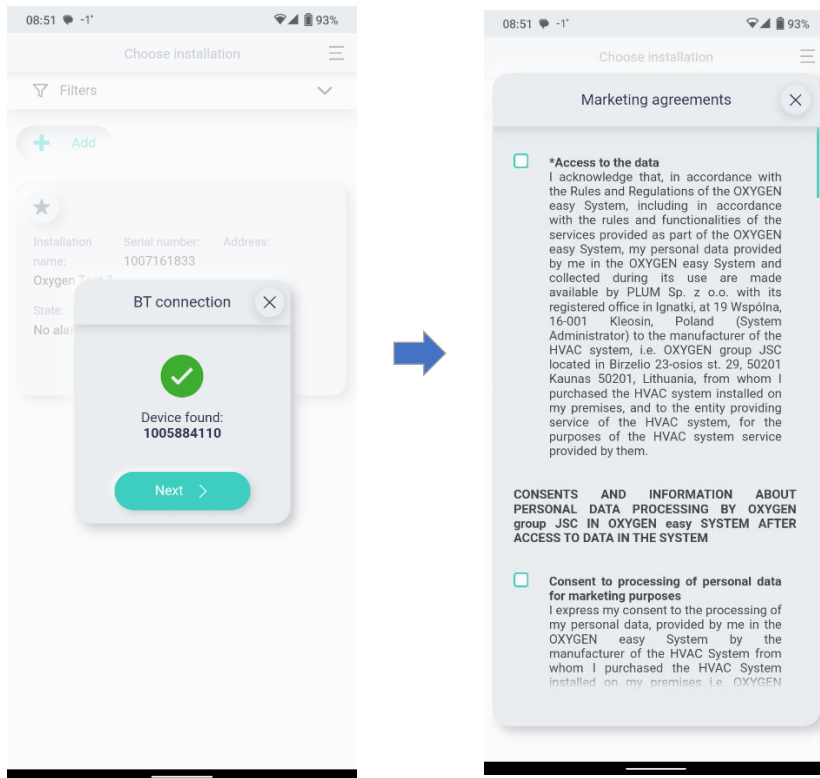 08:51 -1° 93%
Choose installation
Filters
Add
Installation name: Serial number: Address:
1007161833
Oxygen Test 2
State:
No alar
BT connection
Device found:
1005884110
Next
08:51 -1° 93%
Choose installation
Marketing agreements
*Access to the data
I acknowledge that, in accordance with
the Rules and Regulations of the OXYGEN
easy System, including in accordance
with the rules and functionalities of the
services provided as part of the OXYGEN
easy System, my personal data provided
by me in the OXYGEN easy System and
collected during its use are made
available by PLUM Sp. z o.o. with its
registered office in Ignatki, at 19 Wspólna,
16-001 Kleosin, Poland (System
Administrator) to the manufacturer of the
HVAC system, i.e. OXYGEN group JSC
located in Birzelio 23-osios st. 29, 50201
Kaunas 50201, Lithuania, from whom I
purchased the HVAC system installed on
my premises, and to the entity providing
service of the HVAC system, for the
purposes of the HVAC system service
provided by them.
CONSENTS AND INFORMATION ABOUT
PERSONAL DATA PROCESSING BY OXYGEN
group JSC IN OXYGEN easy SYSTEM AFTER
ACCESS TO DATA IN THE SYSTEM
Consent to processing of personal data
for marketing purposes
I express my consent to the processing of
my personal data, provided by me in the
OXYGEN easy System by the
manufacturer of the HVAC System from
whom I purchased the HVAC System
installed on my premises i.e. OXYGEN